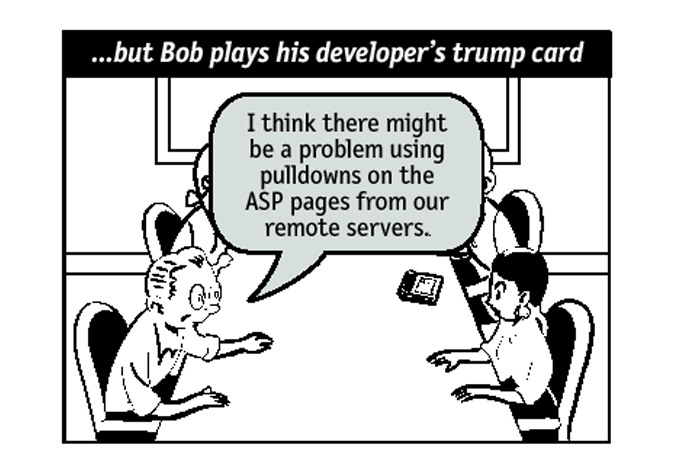 ...but Bob plays his developer's trump card
I think there might
be a problem using
pulldowns on the
ASP pages from our
remote servers.